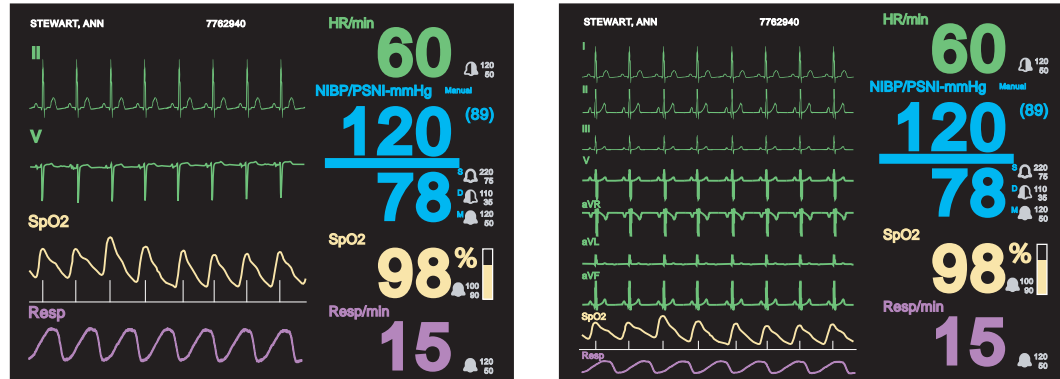 STEWART, ANN 7762940
HR/min
II
60
120
50
NIBP/PSNI-mmHg Manual
120 (89)
V
78
S 220
75
D 110
35
M 120
50
SpO2
SpO2
98 %
100
90
Resp
Resp/min
15
120
50
STEWART, ANN 7762940
HR/min
I
60
120
50
II
NIBP/PSNI-mmHg Manual
120 (89)
III
V
78
S 220
75
D 110
35
M 120
50
aVR
aVL
SpO2
aVF
98 %
100
90
SpO2
Resp/min
15
Resp
120
50